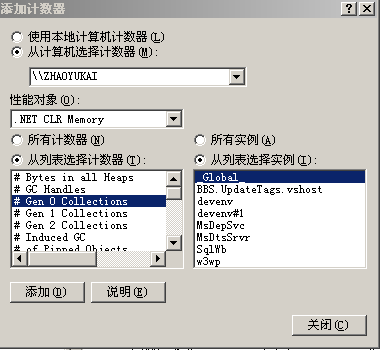 添加计数器
使用本地计算机计数器(L)
从计算机选择计数器(M):
\\ZHAOYUKAI
性能对象(O):
.NET CLR Memory
所有计数器(N)
所有实例(A)
从列表选择计数器(T):
从列表选择实例(I):
# Bytes in all Heaps
# GC Handles
# Gen 0 Collections
# Gen 1 Collections
# Gen 2 Collections
# Induced GC
# of Pinned Objects
_Global_
BBS.UpdateTags.vshost
devenv
devenv#1
MsDepSvc
MsDtsSrvr
SqlWb
w3wp
添加(D)
说明(E)
关闭(C)